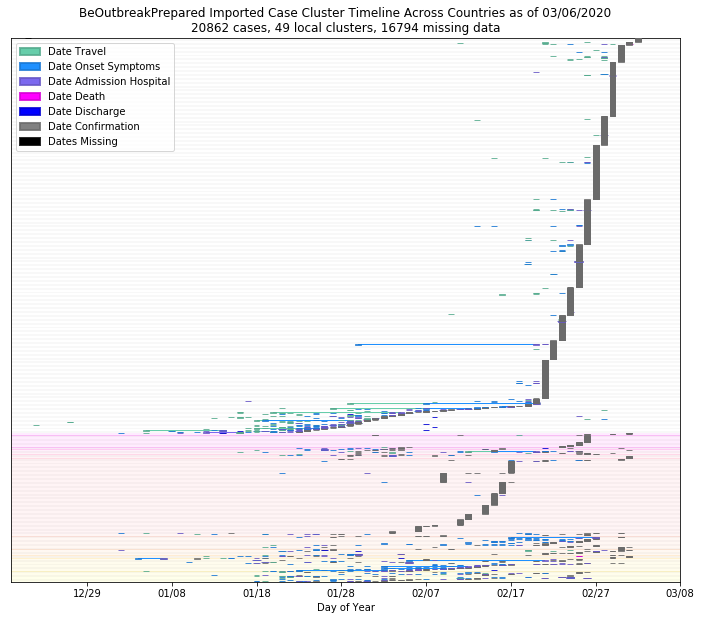 BeOutbreakPrepared Imported Case Cluster Timeline Across Countries as of 03/06/2020
20862 cases, 49 local clusters, 16794 missing data
Date Travel
Date Onset Symptoms
Date Admission Hospital
Date Death
Date Discharge
Date Confirmation
Dates Missing
12/29 01/08 01/18 01/28 02/07 02/17 02/27 03/08
Day of Year